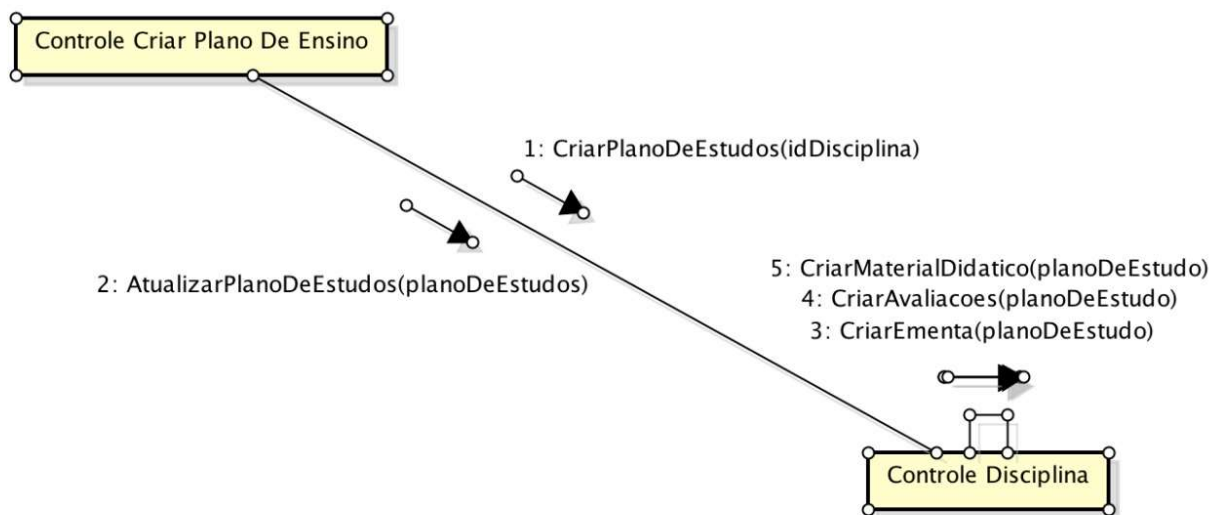 Controle Criar Plano De Ensino
1: CriarPlanoDeEstudos(idDisciplina)
2: AtualizarPlanoDeEstudos(planoDeEstudos)
5: CriarMaterialDidatico(planoDeEstudo)
4: CriarAvaliacoes(planoDeEstudo)
3: CriarEmenta(planoDeEstudo)
Controle Disciplina